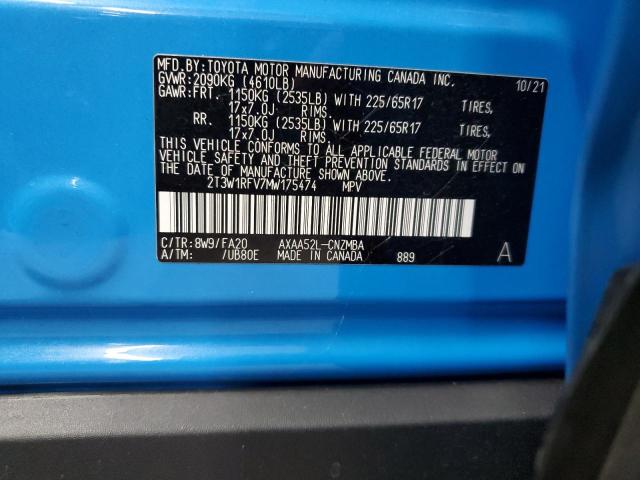 MFD.BY:TOYOTA MOTOR MANUFACTURING CANADA INC. 10/21
GVWR:2090KG (4610LB)
GAWR:FRT. 1150KG (2535LB) WITH 225/65R17 TIRES,
17x7.0J RIMS.
RR. 1150KG (2535LB) WITH 225/65R17 TIRES,
17x7.0J RIMS.
THIS VEHICLE CONFORMS TO ALL APPLICABLE FEDERAL MOTOR
VEHICLE SAFETY AND THEFT PREVENTION STANDARDS IN EFFECT ON
THE DATE OF MANUFACTURE SHOWN ABOVE.
2T3W1RFV7MW175474 MPV
C/TR:8W9/FA20 AXAA52L-CNZMBA
A/TM: /UB80E MADE IN CANADA 889 A